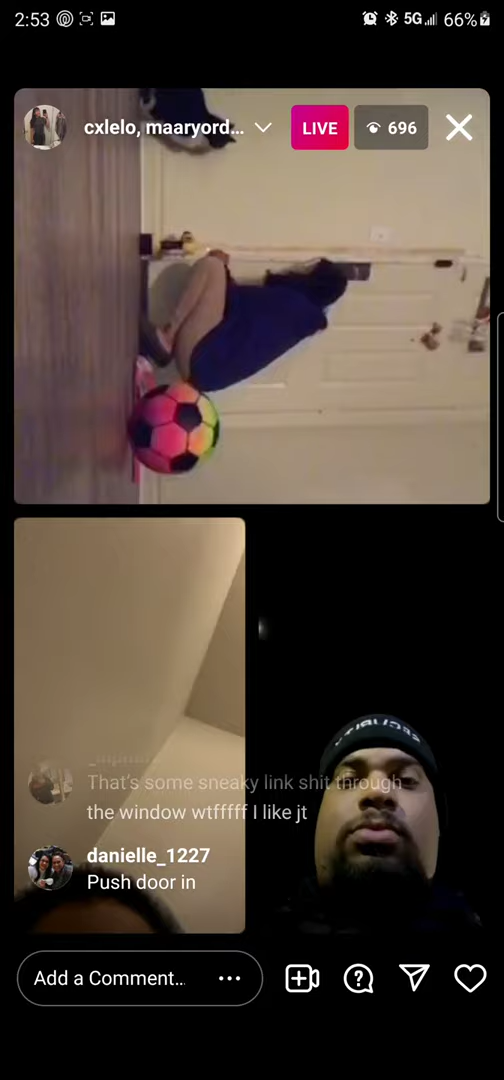 2:53 5G 66%
cxlelo, maaryord... LIVE 696
That's some sneaky link shit through
the window wtfffff I like jt
danielle_1227
Push door in
Add a Comment...